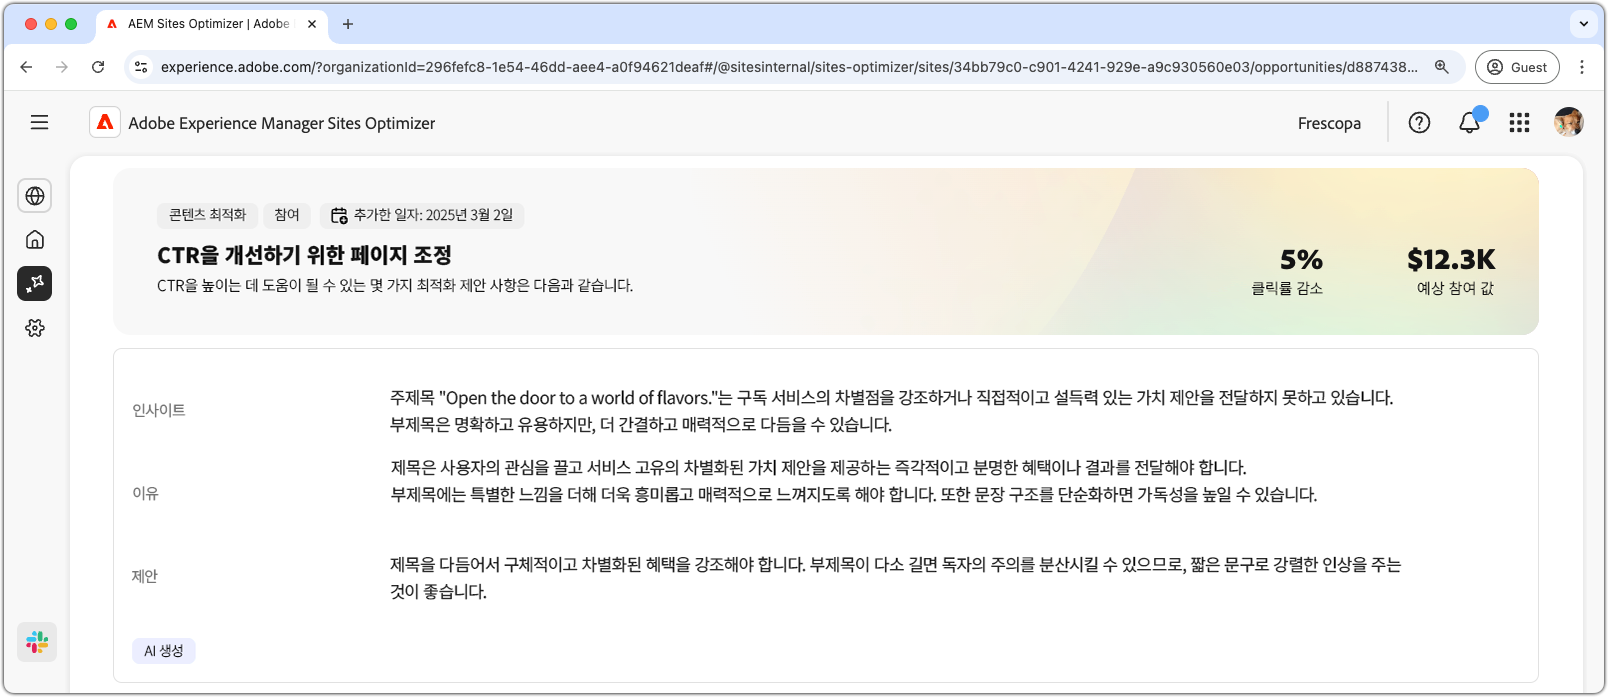 AEM Sites Optimizer | Adobe
experience.adobe.com/?organizationId=296fefc8-1e54-46dd-aee4-a0f94621deaf#/@sitesinternal/sites-optimizer/sites/34bb79c0-c901-4241-929e-a9c930560e03/opportunities/d887438...
Guest
Adobe Experience Manager Sites Optimizer
Frescopa
콘텐츠 최적화
참여
추가한 일자: 2025년 3월 2일
CTR을 개선하기 위한 페이지 조정
CTR을 높이는 데 도움이 될 수 있는 몇 가지 최적화 제안 사항은 다음과 같습니다.
5%
클릭률 감소
$12.3K
예상 참여 값
인사이트
주제목 "Open the door to a world of flavors."는 구독 서비스의 차별점을 강조하거나 직접적이고 설득력 있는 가치 제안을 전달하지 못하고 있습니다.
부제목은 명확하고 유용하지만, 더 간결하고 매력적으로 다듬을 수 있습니다.
이유
제목은 사용자의 관심을 끌고 서비스 고유의 차별화된 가치 제안을 제공하는 즉각적이고 분명한 혜택이나 결과를 전달해야 합니다.
부제목에는 특별한 느낌을 더해 더욱 흥미롭고 매력적으로 느껴지도록 해야 합니다. 또한 문장 구조를 단순화하면 가독성을 높일 수 있습니다.
제안
제목을 다듬어서 구체적이고 차별화된 혜택을 강조해야 합니다. 부제목이 다소 길면 독자의 주의를 분산시킬 수 있으므로, 짧은 문구로 강렬한 인상을 주는
것이 좋습니다.
AI 생성